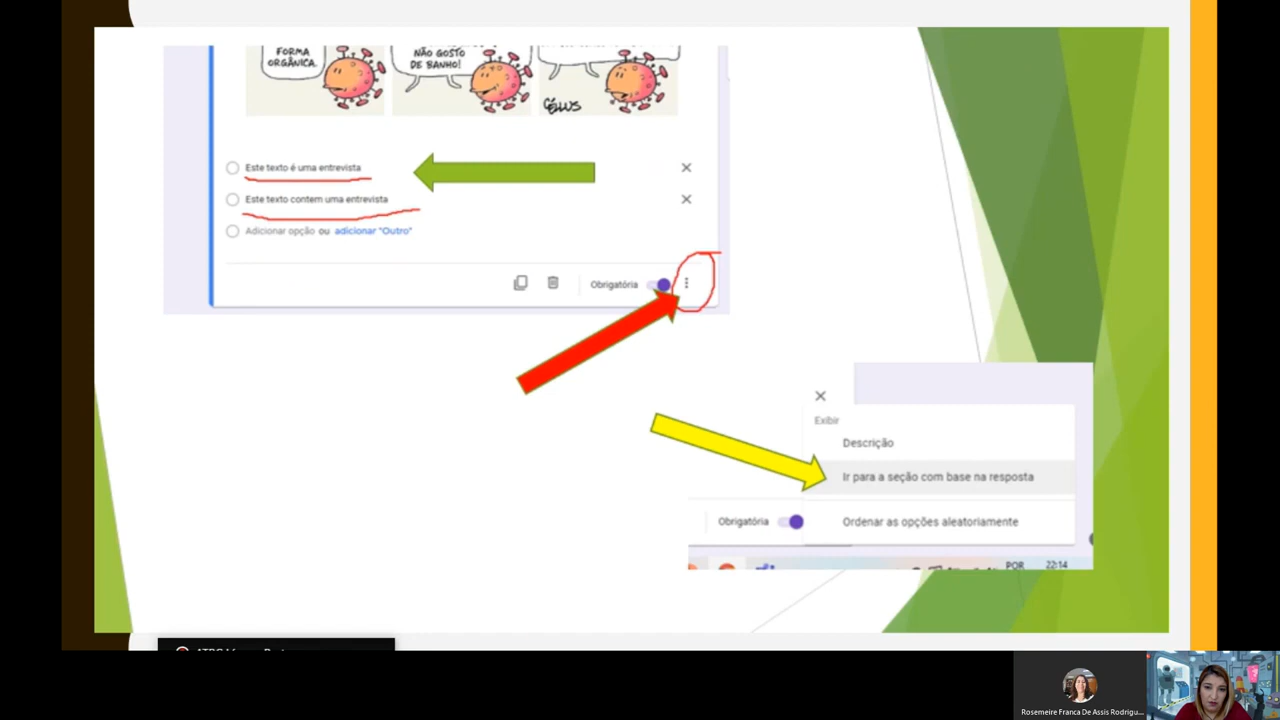 FORMA
ORGÂNICA.
NÃO GOSTO
DE BANHO!
CÉLLUS
Este texto é uma entrevista
Este texto contem uma entrevista
Adicionar opção ou adicionar "Outro"
Obrigatória
Exibir
Descrição
Ir para a seção com base na resposta
Obrigatória
Ordenar as opções aleatoriamente
POR
22:14
Rosemeire Franca De Assis Rodrigu...